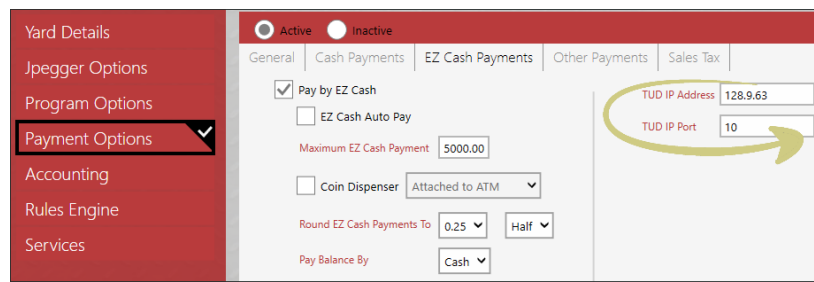 Yard Details
Jpegger Options
Program Options
Payment Options
Accounting
Rules Engine
Services
Active Inactive
General Cash Payments EZ Cash Payments Other Payments Sales Tax
Pay by EZ Cash
EZ Cash Auto Pay
Maximum EZ Cash Payment 5000.00
Coin Dispenser Attached to ATM
Round EZ Cash Payments To 0.25 Half
Pay Balance By Cash
TUD IP Address 128.9.63
TUD IP Port 10